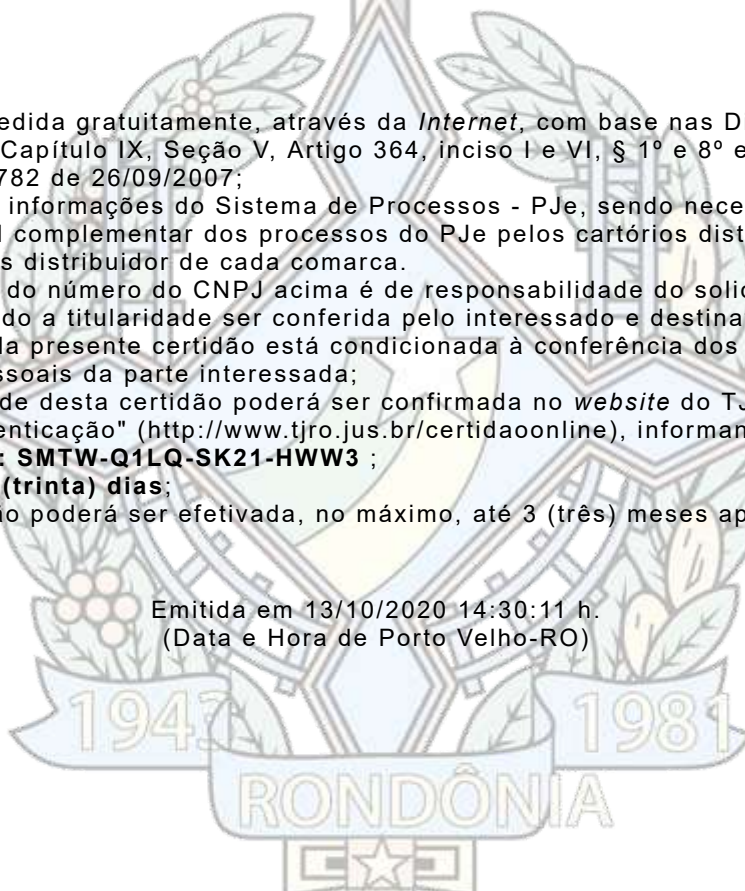 edida gratuitamente, através da Internet, com base nas D
Capítulo IX, Seção V, Artigo 364, inciso I e VI, § 1º e 8º e
782 de 26/09/2007;
informações do Sistema de Processos - PJe, sendo nece
complementar dos processos do PJe pelos cartórios dist
s distribuidor de cada comarca.
do número do CNPJ acima é de responsabilidade do solic
do a titularidade ser conferida pelo interessado e destina
da presente certidão está condicionada à conferência dos
ssoais da parte interessada;
de desta certidão poderá ser confirmada no website do TJ
enticação" (http://www.tjro.jus.br/certidaoonline), informan
: SMTW-Q1LQ-SK21-HWW3 ;
(trinta) dias;
ão poderá ser efetivada, no máximo, até 3 (três) meses ap
Emitida em 13/10/2020 14:30:11 h.
(Data e Hora de Porto Velho-RO)
1943
1981
RONDÔNIA